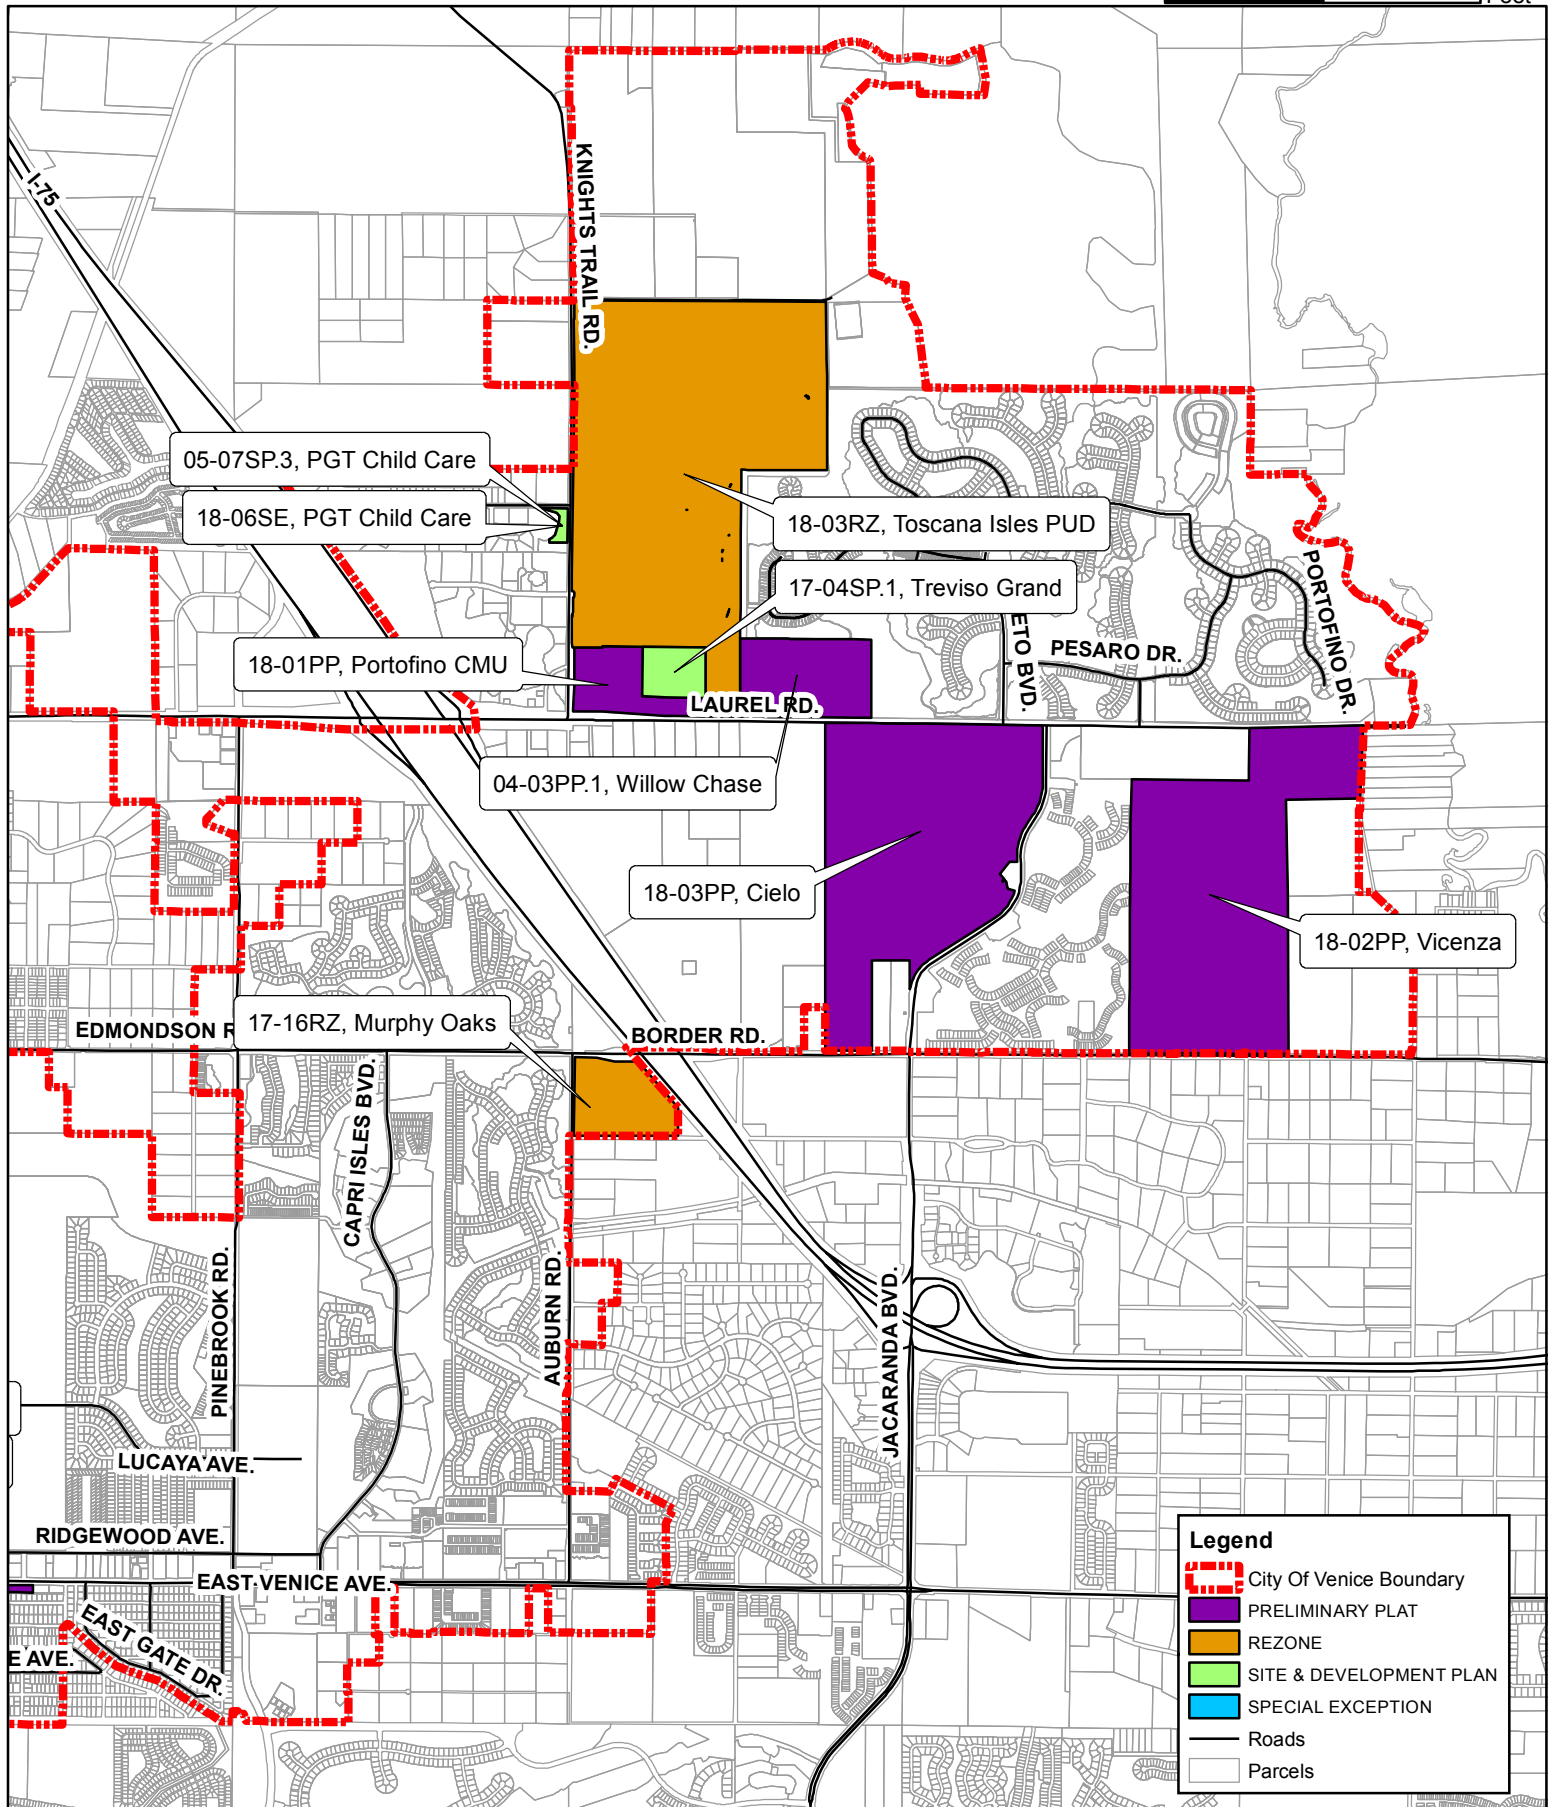 Feet
I-75
KNIGHTS TRAIL RD.
05-07SP.3, PGT Child Care
18-06SE, PGT Child Care
18-03RZ, Toscana Isles PUD
17-04SP.1, Treviso Grand
ETO BVD.
PESARO DR.
PORTOFINO DR.
18-01PP, Portofino CMU
LAUREL RD.
04-03PP.1, Willow Chase
18-03PP, Cielo
18-02PP, Vicenza
17-16RZ, Murphy Oaks
EDMONDSON R
BORDER RD.
CAPRI ISLES BVD.
PINEBROOK RD.
AUBURN RD.
JACARANDA BVD.
LUCAYA AVE.
RIDGEWOOD AVE.
EAST VENICE AVE.
EAST GATE DR.
E AVE.
Legend
City Of Venice Boundary
PRELIMINARY PLAT
REZONE
SITE & DEVELOPMENT PLAN
SPECIAL EXCEPTION
Roads
Parcels